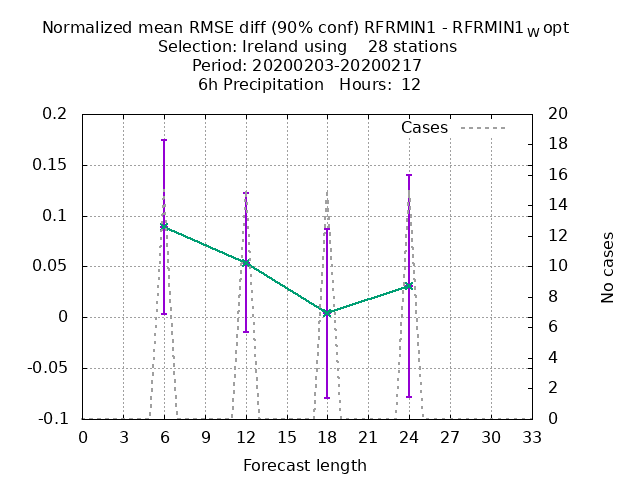 Normalized mean RMSE diff (90% conf) RFRMIN1 - RFRMIN1W opt
Selection: Ireland using    28 stations
Period: 20200203-20200217
6h Precipitation   Hours:  12
Cases
0.2
0.15
0.1
0.05
0
-0.05
-0.1
20
18
16
14
12
10
8
6
4
2
0
No cases
0 3 6 9 12 15 18 21 24 27 30 33
Forecast length